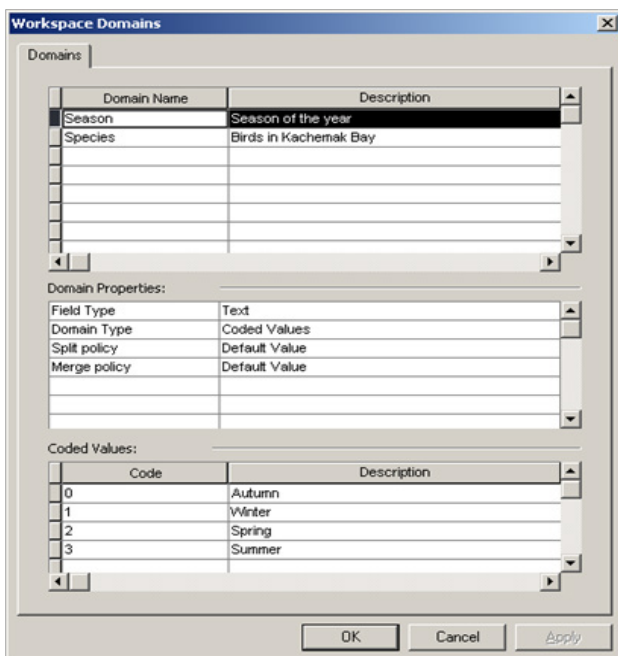 Workspace Domains
Domains
Domain Name Description
Season Season of the year
Species Birds in Kachemak Bay
Domain Properties:
Field Type Text
Domain Type Coded Values
Split policy Default Value
Merge policy Default Value
Coded Values:
Code Description
0 Autumn
1 Winter
2 Spring
3 Summer
OK Cancel Apply